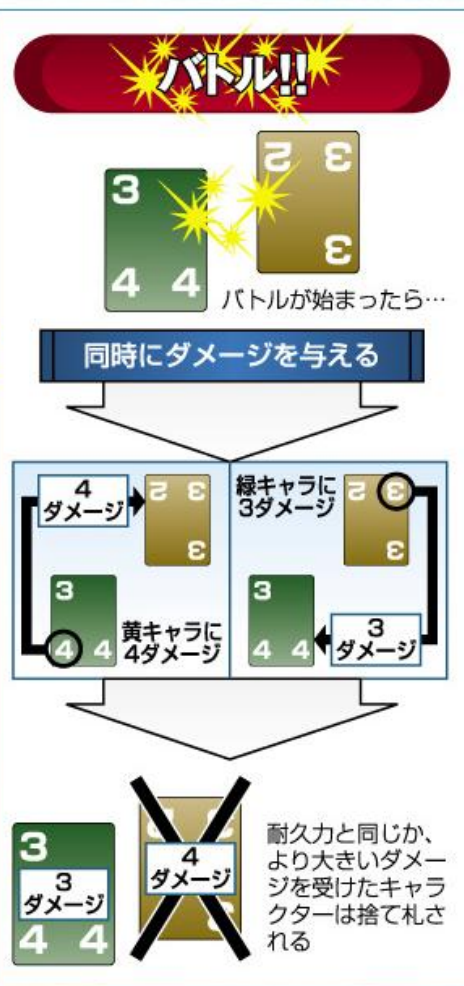 バトル!!
3
4 4
2 3
3
バトルが始まったら…
同時にダメージを与える
4
ダメージ
2 3
3
3
4 4
黄キャラに
4ダメージ
緑キャラに
3ダメージ
2 3
3
3
4 4
3
ダメージ
3
3
ダメージ
4 4
2 3
4
ダメージ
3
耐久力と同じか、
より大きいダメー
ジを受けたキャラ
クターは捨て札さ
れる